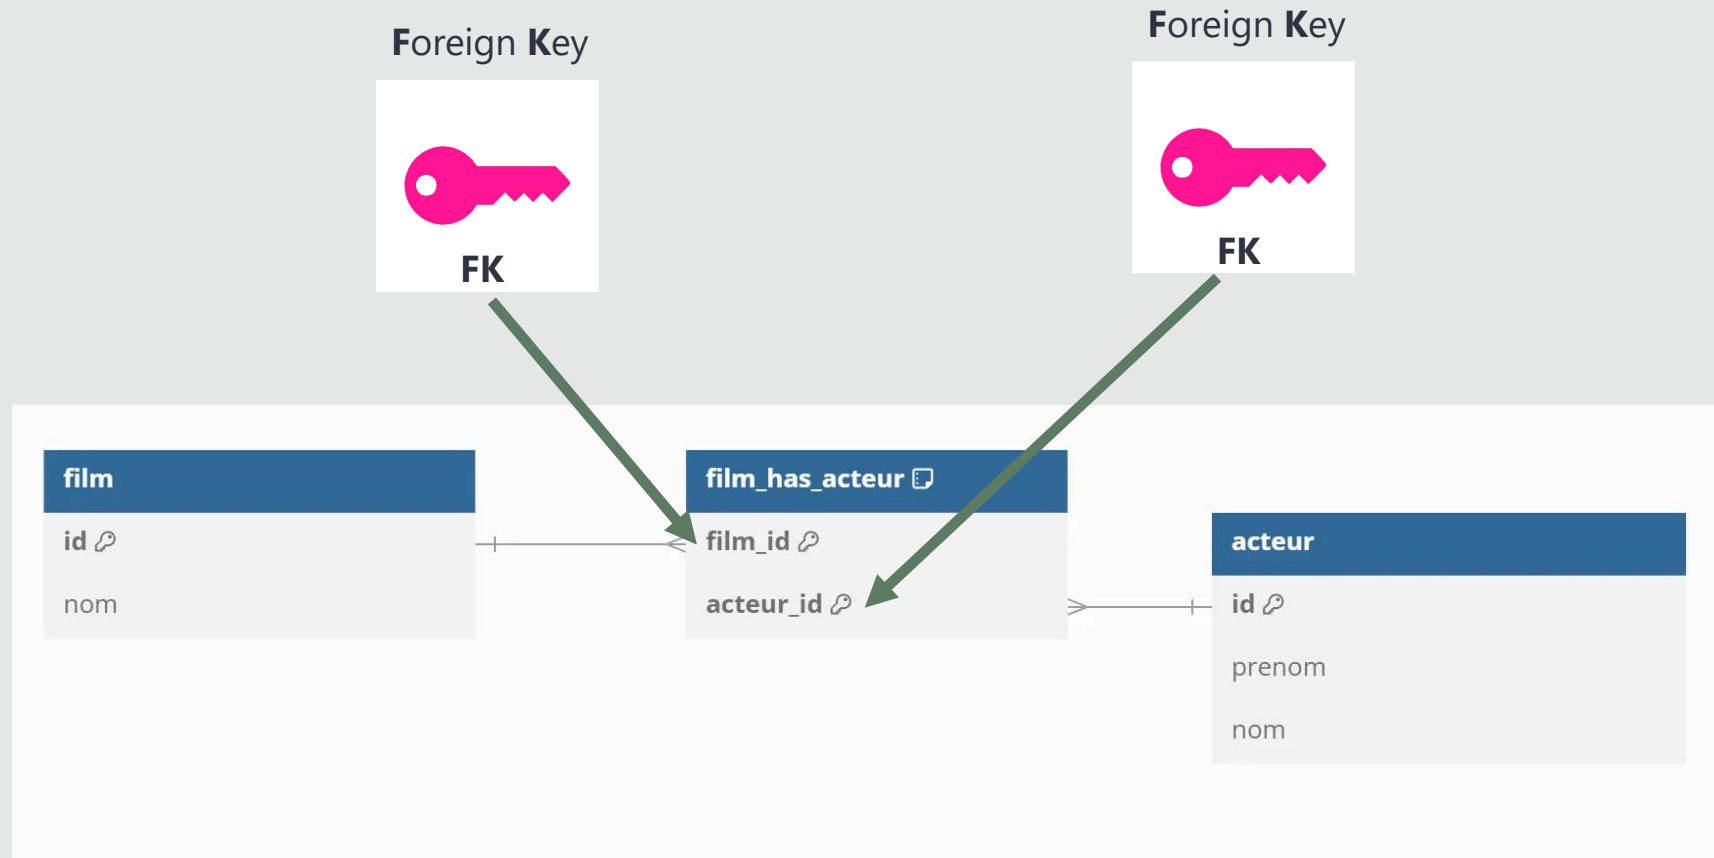 Foreign Key
FK
Foreign Key
FK
film
id
nom
film_has_acteur
film_id
acteur_id
acteur
id
prenom
nom